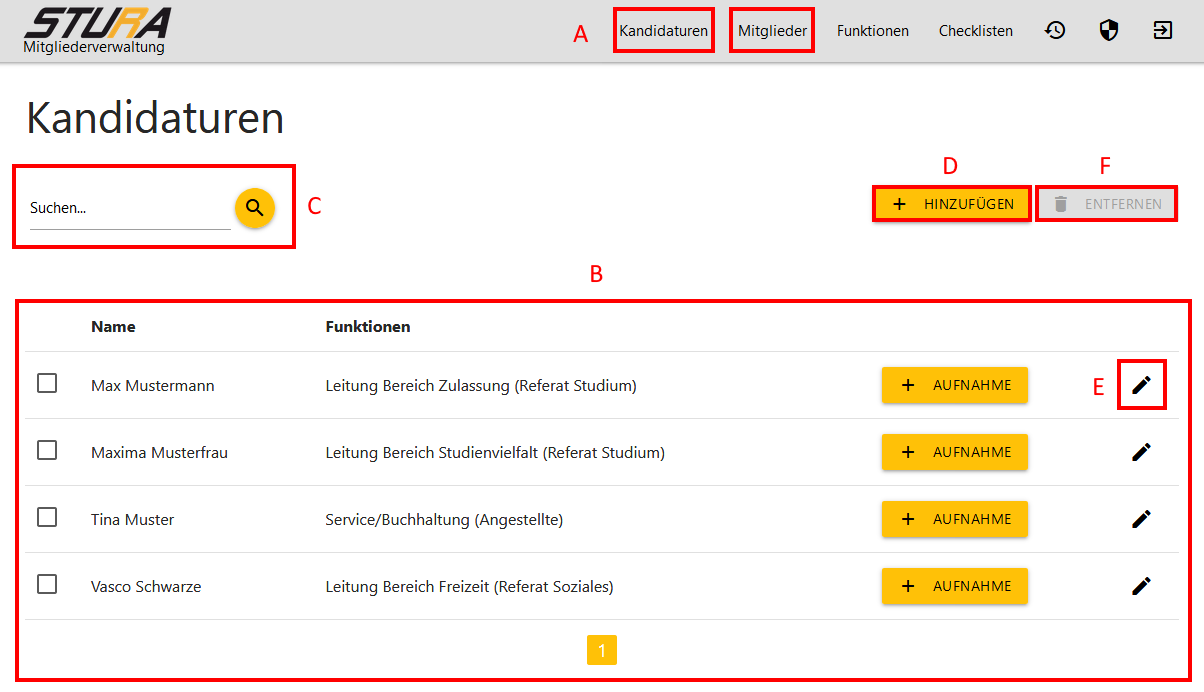 STURA
Mitgliederverwaltung
A
Kandidaturen
Mitglieder
Funktionen
Checklisten
Kandidaturen
Suchen...
C
D
HINZUFÜGEN
F
ENTFERNEN
B
Name Funktionen
Max Mustermann Leitung Bereich Zulassung (Referat Studium) + AUFNAHME E
Maxima Musterfrau Leitung Bereich Studienvielfalt (Referat Studium) + AUFNAHME
Tina Muster Service/Buchhaltung (Angestellte) + AUFNAHME
Vasco Schwarze Leitung Bereich Freizeit (Referat Soziales) + AUFNAHME
1